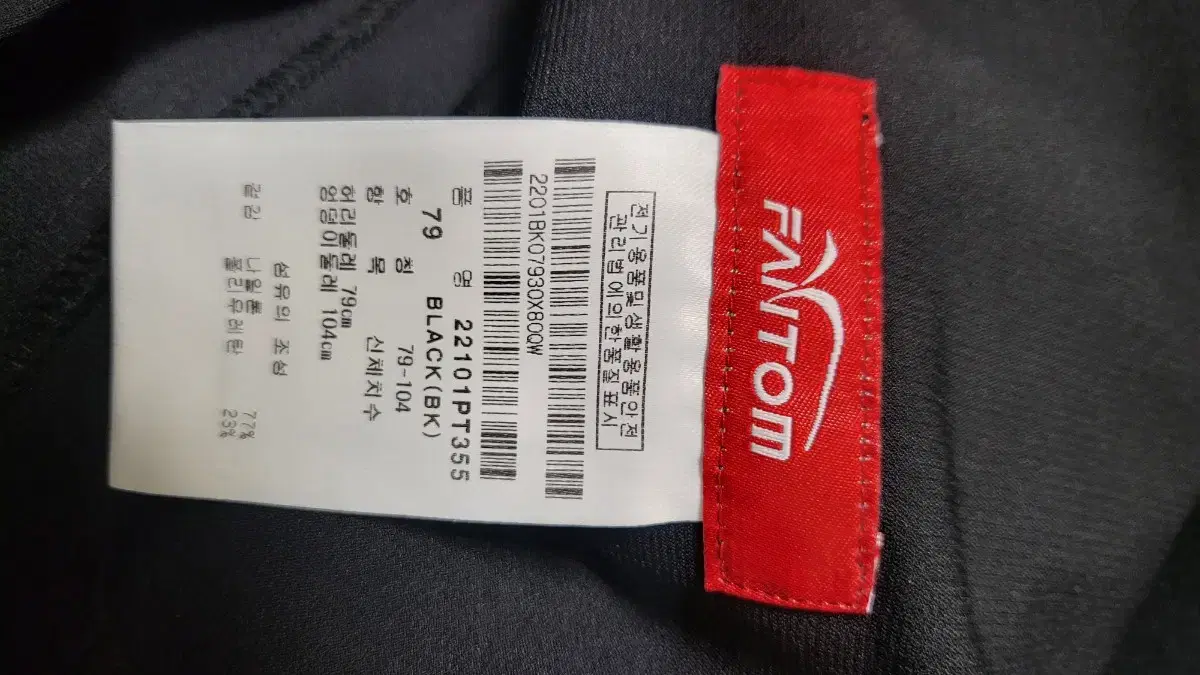 FANTOM
전기용품및생활용품안전
관리법에의한품질표시
2201BK07930X80QW
품 명 22101PT355
79 BLACK(BK)
호 칭 79-104
항 목 신체치수
허리둘레 79cm
엉덩이둘레 104cm
섬유의 조성
겉감 나일론 77%
폴리우레탄 23%